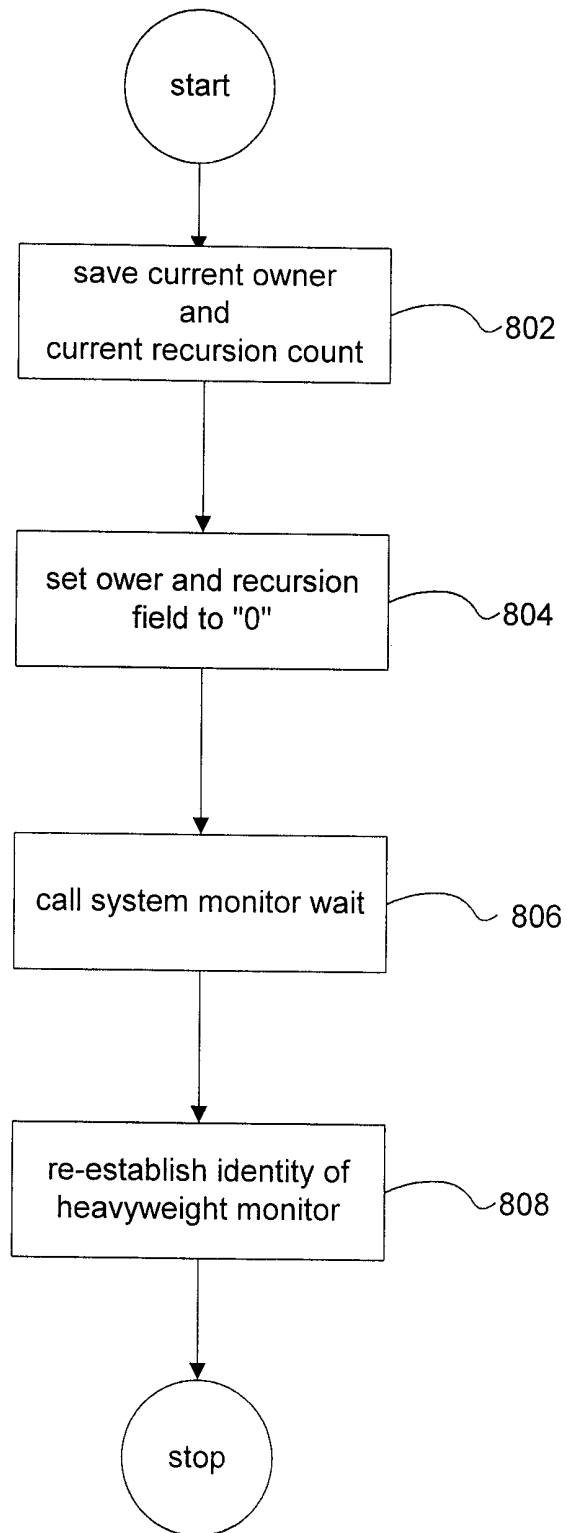 start
save current owner
and
current recursion count
802
set ower and recursion
field to "0"
804
call system monitor wait
806
re-establish identity of
heavyweight monitor
808
stop